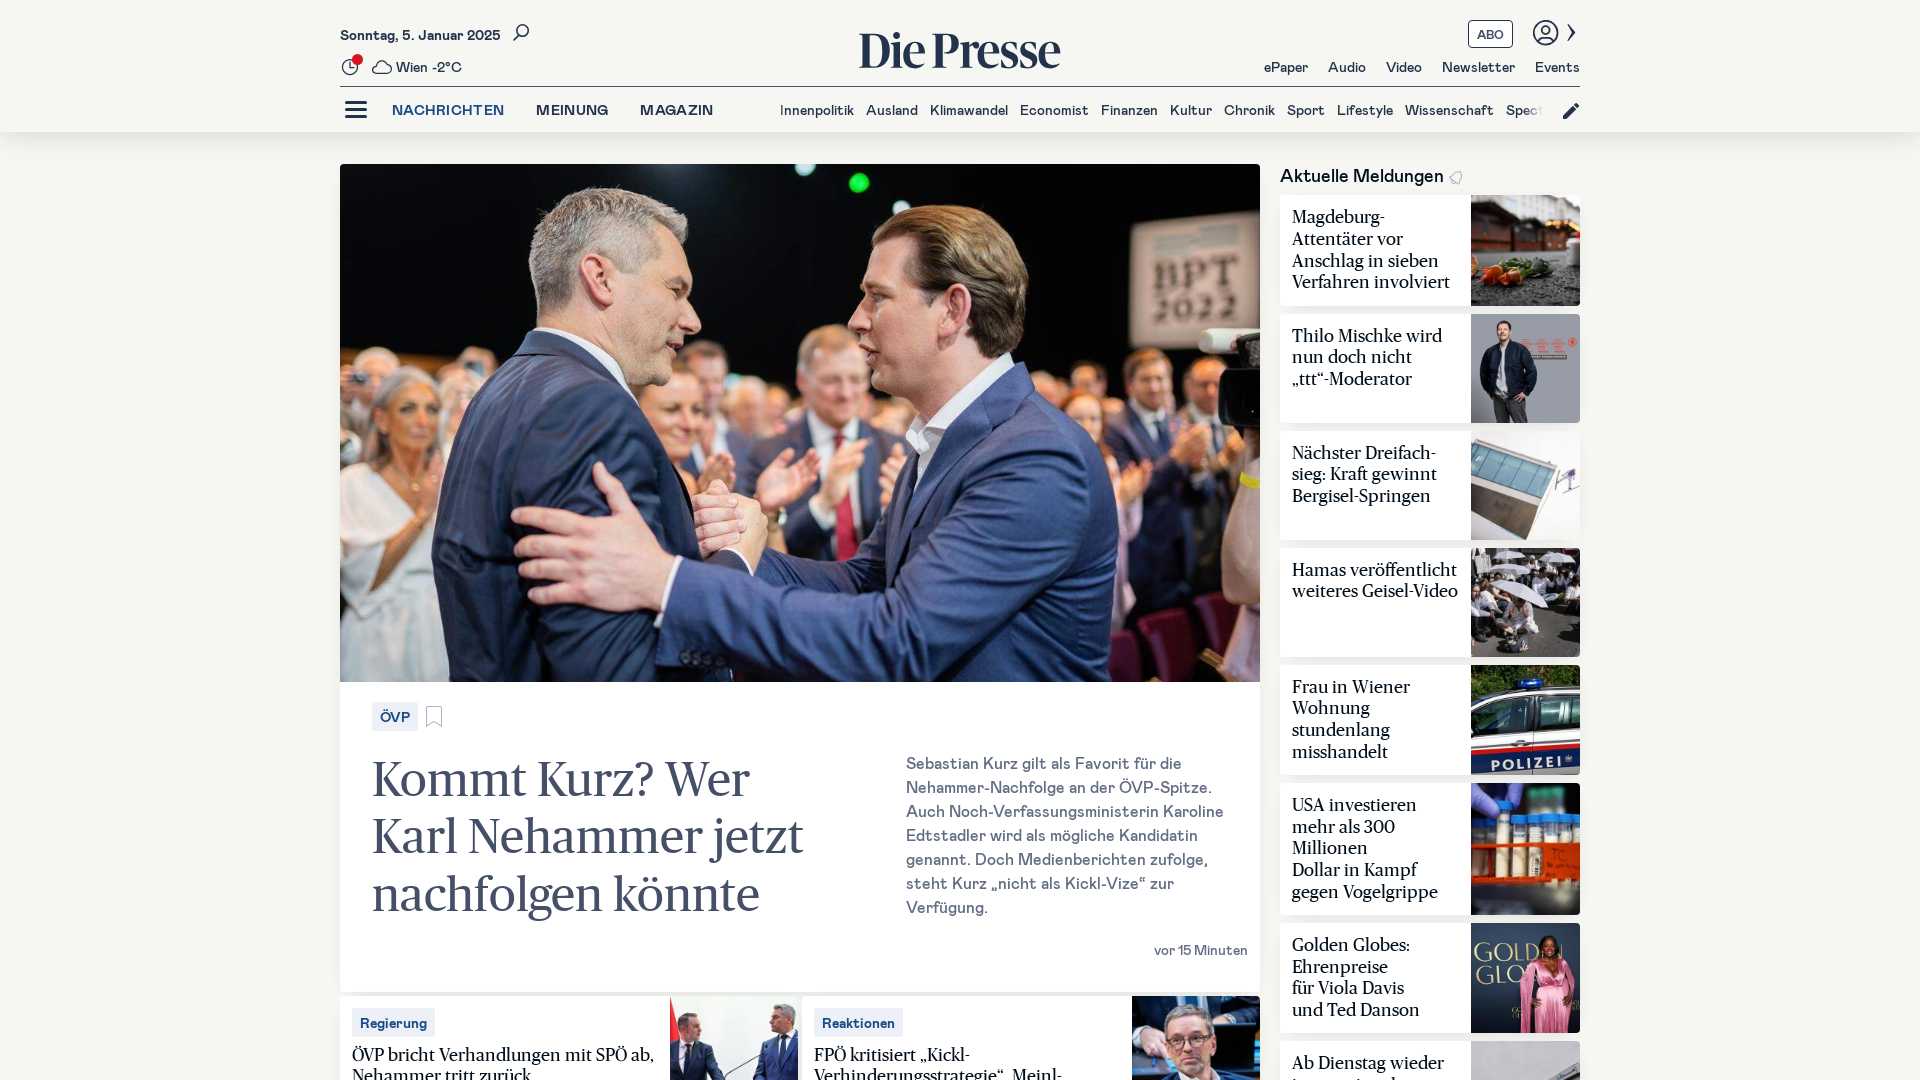 Sonntag, 5. Januar 2025
Wien -2°C
Die Presse
ABO
ePaper Audio Video Newsletter Events
NACHRICHTEN MEINUNG MAGAZIN
Innenpolitik Ausland Klimawandel Economist Finanzen Kultur Chronik Sport Lifestyle Wissenschaft Spect
BPT
2022
ÖVP
Kommt Kurz? Wer
Karl Nehammer jetzt
nachfolgen könnte
Sebastian Kurz gilt als Favorit für die
Nehammer-Nachfolge an der ÖVP-Spitze.
Auch Noch-Verfassungsministerin Karoline
Edtstadler wird als mögliche Kandidatin
genannt. Doch Medienberichten zufolge,
steht Kurz „nicht als Kickl-Vize“ zur
Verfügung.
vor 15 Minuten
Regierung
ÖVP bricht Verhandlungen mit SPÖ ab,
Nehammer tritt zurück
Reaktionen
FPÖ kritisiert „Kickl-
Verhinderungsstrategie“, Meinl-
Aktuelle Meldungen
Magdeburg-
Attentäter vor
Anschlag in sieben
Verfahren involviert
Thilo Mischke wird
nun doch nicht
„ttt“-Moderator
Nächster Dreifach-
sieg: Kraft gewinnt
Bergisel-Springen
Hamas veröffentlicht
weiteres Geisel-Video
Frau in Wiener
Wohnung
stundenlang
misshandelt
POLIZEI
USA investieren
mehr als 300
Millionen
Dollar in Kampf
gegen Vogelgrippe
Golden Globes:
Ehrenpreise
für Viola Davis
und Ted Danson
GOLDEN
GLO
Ab Dienstag wieder